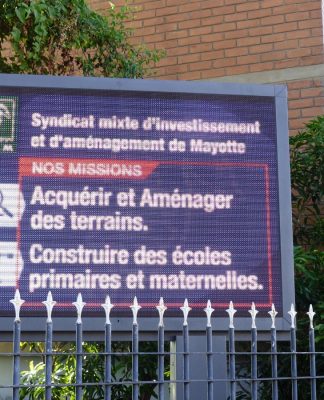 Syndicat mixte d'investissement
et d'aménagement de Mayotte
NOS MISSIONS
Acquérir et Aménager
des terrains.
Construire des écoles
primaires et maternelles.